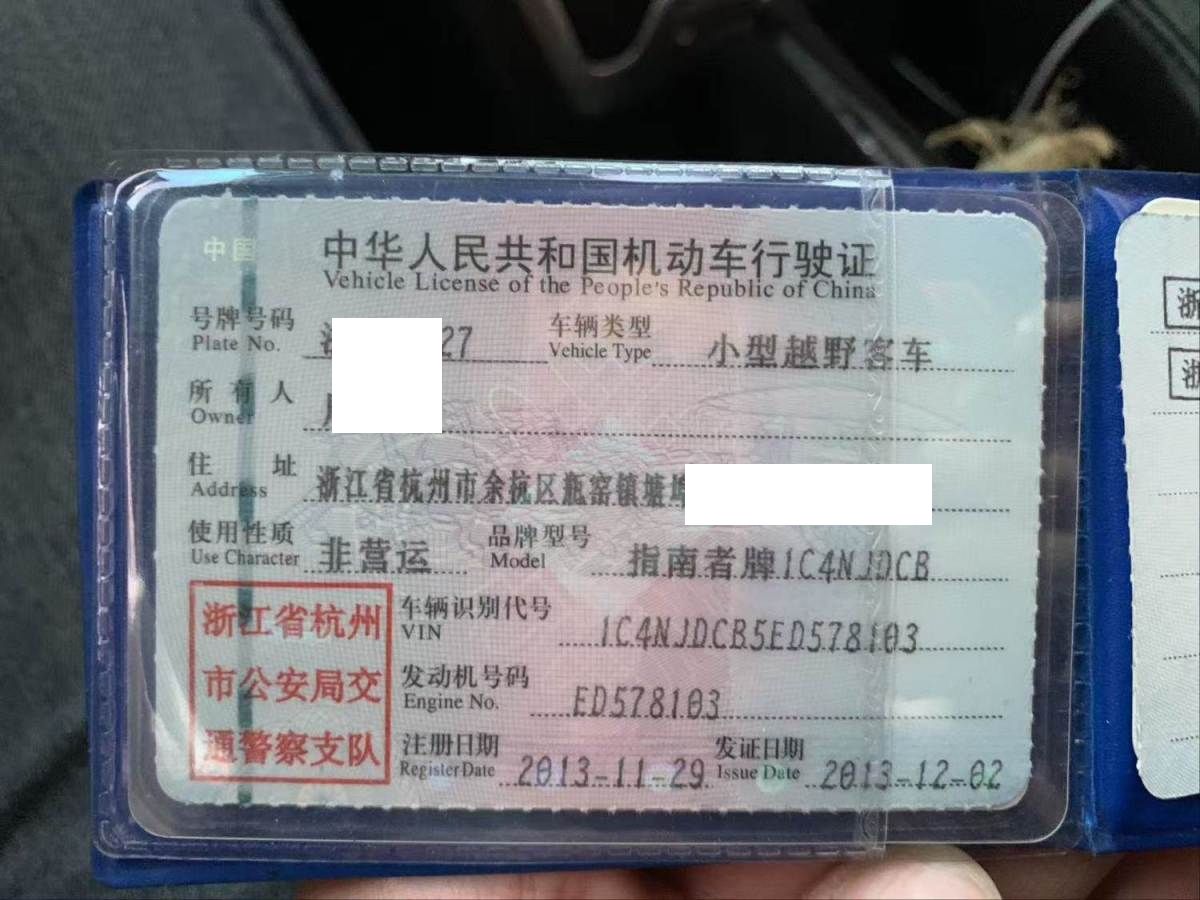 中国
中华人民共和国机动车行驶证
Vehicle License of the People's Republic of China
号牌号码
Plate No.
27
车辆类型
Vehicle Type
小型越野客车
所有人
Owner
住址
Address
浙江省杭州市余杭区瓶窑镇塘埠
使用性质
Use Character
非营运
品牌型号
Model
指南者牌1C4NJDCB
浙江省杭州
市公安局交
通警察支队
车辆识别代号
VIN
1C4NJDCB5ED578103
发动机号码
Engine No.
ED578103
注册日期
Register Date
2013-11-29
发证日期
Issue Date
2013-12-02
浙
浙